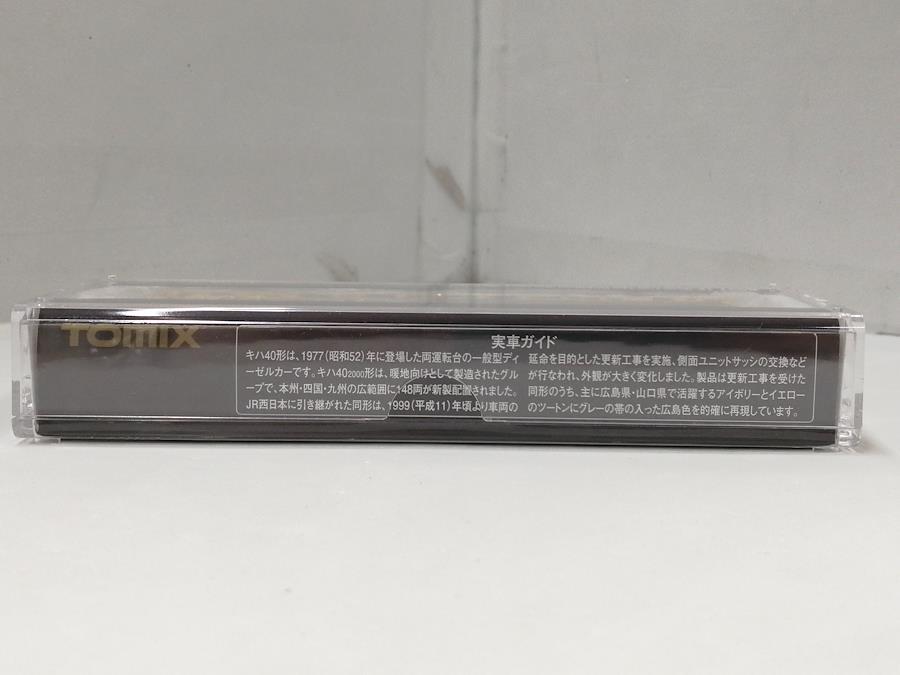 TOMIX
実車ガイド
キハ40形は、1977(昭和52)年に登場した両運転台の一般型ディ
ーゼルカーです。キハ402000形は、暖地向けとして製造されたグル
ープで、本州・四国・九州の広範囲に148両が新製配置されました。
JR西日本に引き継がれた同形は、1999(平成11)年頃より車両の
延命を目的とした更新工事を実施、側面ユニットサッシの交換など
が行なわれ、外観が大きく変化しました。製品は更新工事を受けた
同形のうち、主に広島県・山口県で活躍するアイボリーとイエロー
のツートンにグレーの帯の入った広島色を的確に再現しています。